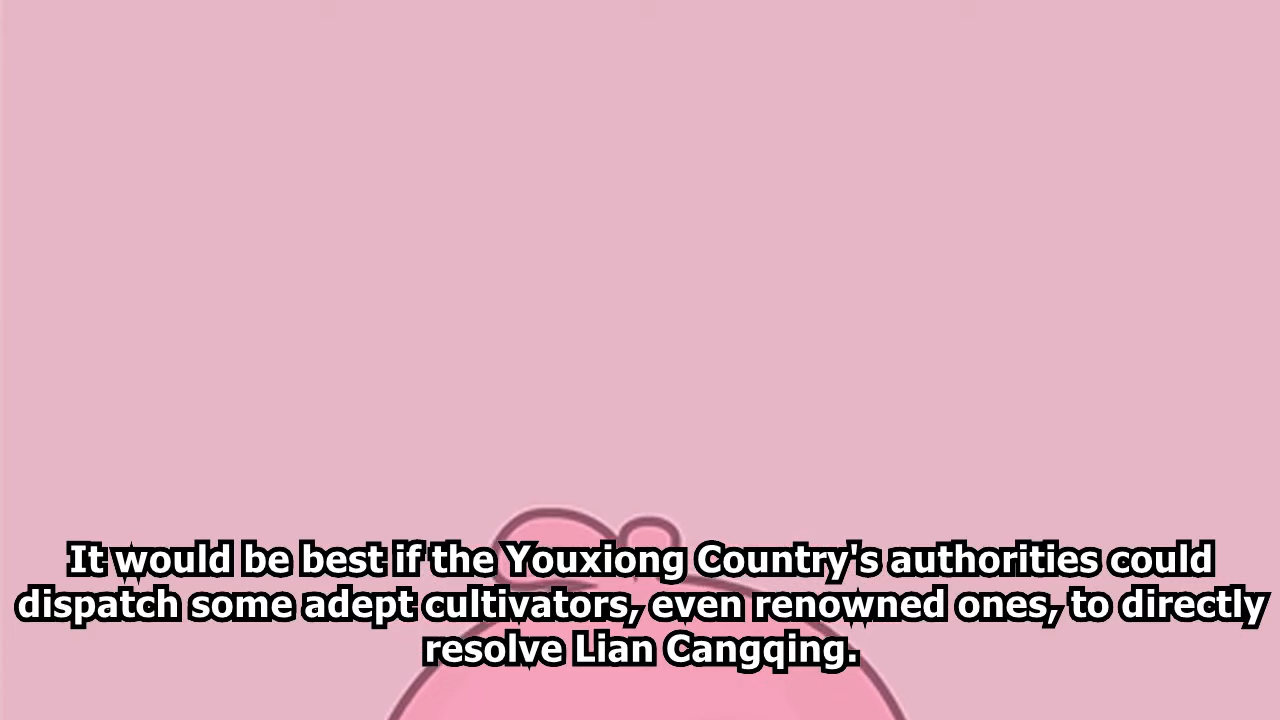 It would be best if the Youxiong Country's authorities could
dispatch some adept cultivators, even renowned ones, to directly
resolve Lian Cangqing.